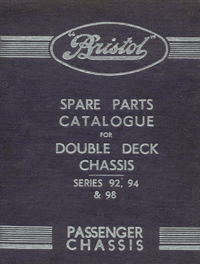 "Bristol"
SPARE PARTS
CATALOGUE
FOR
DOUBLE DECK
CHASSIS
SERIES 92, 94
& 98
PASSENGER
CHASSIS